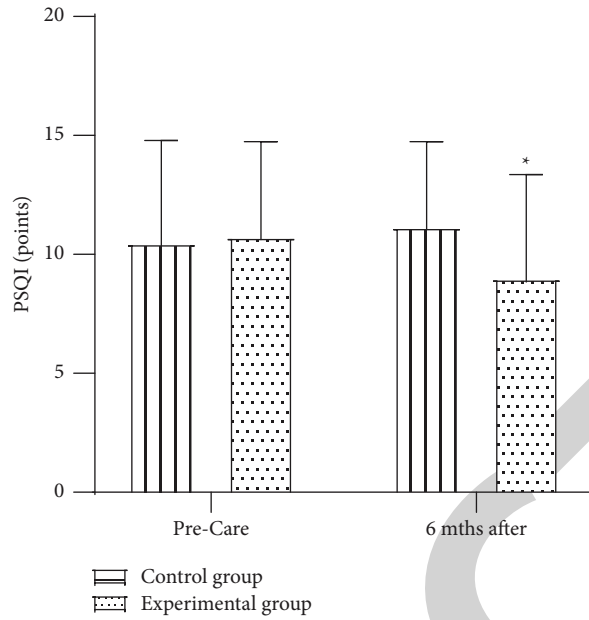 20
15
10
5
0
PSQI (points)
*
Pre-Care
6 mths after
Control group
Experimental group